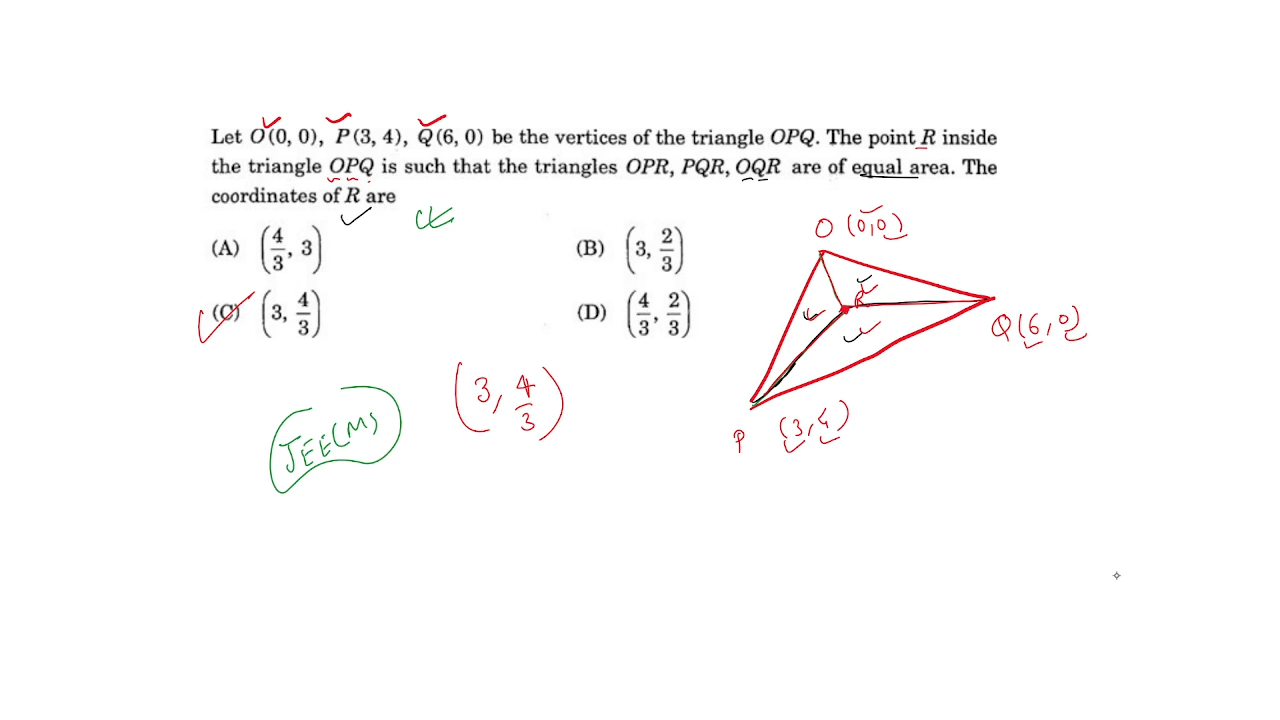 Let O(0, 0), P(3, 4), Q(6, 0) be the vertices of the triangle OPQ. The point R inside
the triangle OPQ is such that the triangles OPR, PQR, OQR are of equal area. The
coordinates of R are
(A) (4/3, 3)
(B) (3, 2/3)
(C) (3, 4/3)
(D) (4/3, 2/3)
O (0,0)
R
Q(6,0)
P (3,4)
(3, 4/3)
JEE(M)